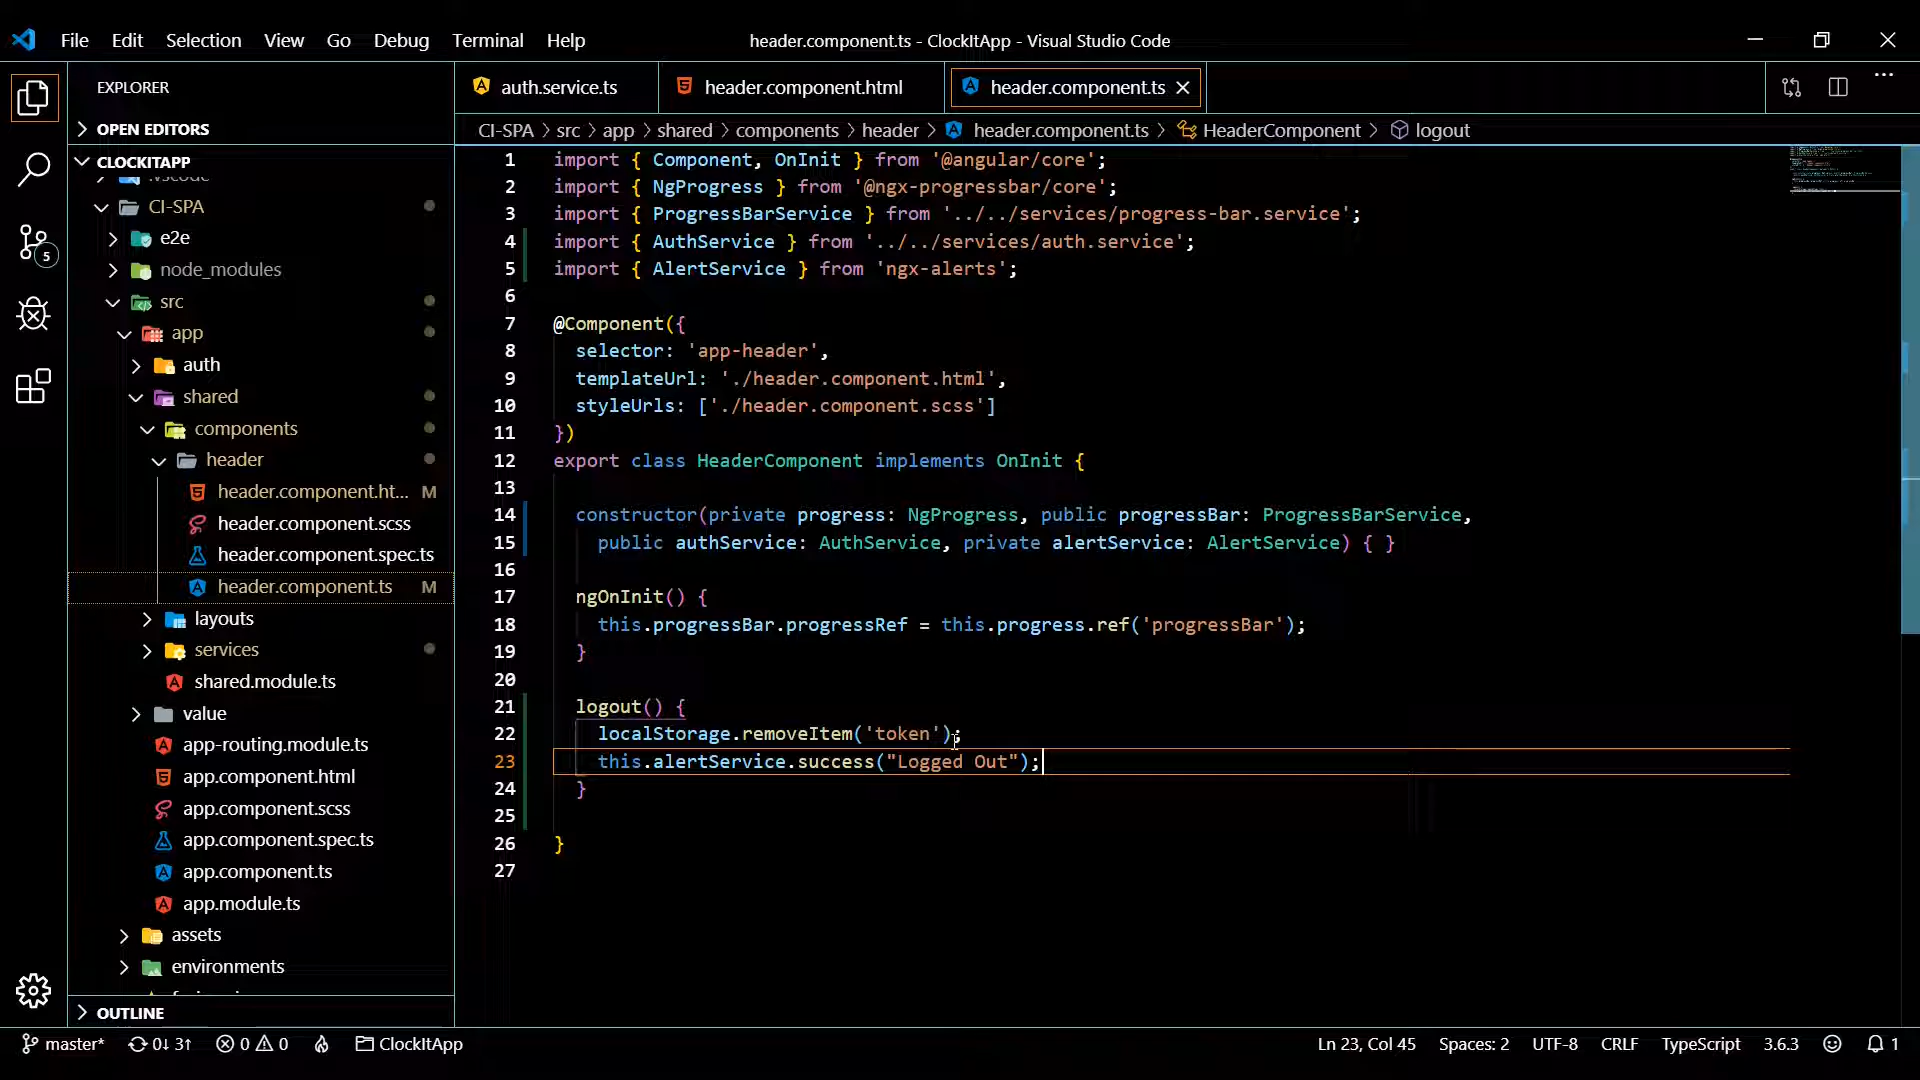 File Edit Selection View Go Debug Terminal Help
header.component.ts - ClockItApp - Visual Studio Code
EXPLORER
OPEN EDITORS
CLOCKITAPP
.vscode
CI-SPA
e2e
node_modules
src
app
auth
shared
components
header
header.component.ht... M
header.component.scss
header.component.spec.ts
header.component.ts M
layouts
services
shared.module.ts
value
app-routing.module.ts
app.component.html
app.component.scss
app.component.spec.ts
app.component.ts
app.module.ts
assets
environments
OUTLINE
5
auth.service.ts header.component.html header.component.ts
CI-SPA > src > app > shared > components > header > header.component.ts > HeaderComponent > logout
1 import { Component, OnInit } from '@angular/core';
2 import { NgProgress } from '@ngx-progressbar/core';
3 import { ProgressBarService } from '../../services/progress-bar.service';
4 import { AuthService } from '../../services/auth.service';
5 import { AlertService } from 'ngx-alerts';
6
7 @Component({
8 selector: 'app-header',
9 templateUrl: './header.component.html',
10 styleUrls: ['./header.component.scss']
11 })
12 export class HeaderComponent implements OnInit {
13
14 constructor(private progress: NgProgress, public progressBar: ProgressBarService,
15 public authService: AuthService, private alertService: AlertService) { }
16
17 ngOnInit() {
18 this.progressBar.progressRef = this.progress.ref('progressBar');
19 }
20
21 logout() {
22 localStorage.removeItem('token');
23 this.alertService.success("Logged Out");
24 }
25
26 }
27
master* 0↓ 3↑ 0 0 ClockItApp
Ln 23, Col 45 Spaces: 2 UTF-8 CRLF TypeScript 3.6.3 1